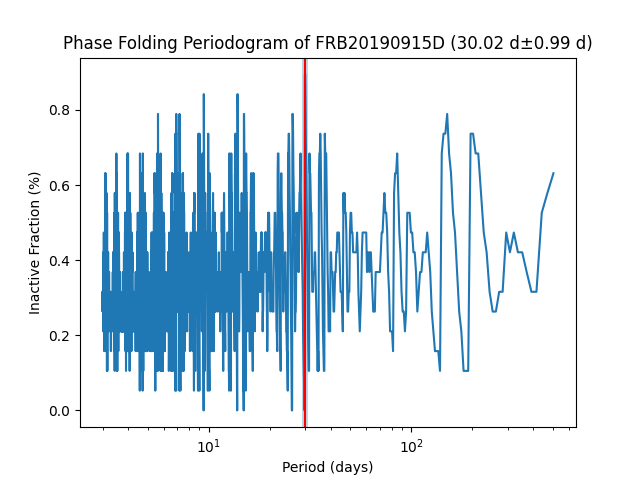 Phase Folding Periodogram of FRB20190915D (30.02 d±0.99 d)
Inactive Fraction (%)
0.8
0.6
0.4
0.2
0.0
10¹
10²
Period (days)